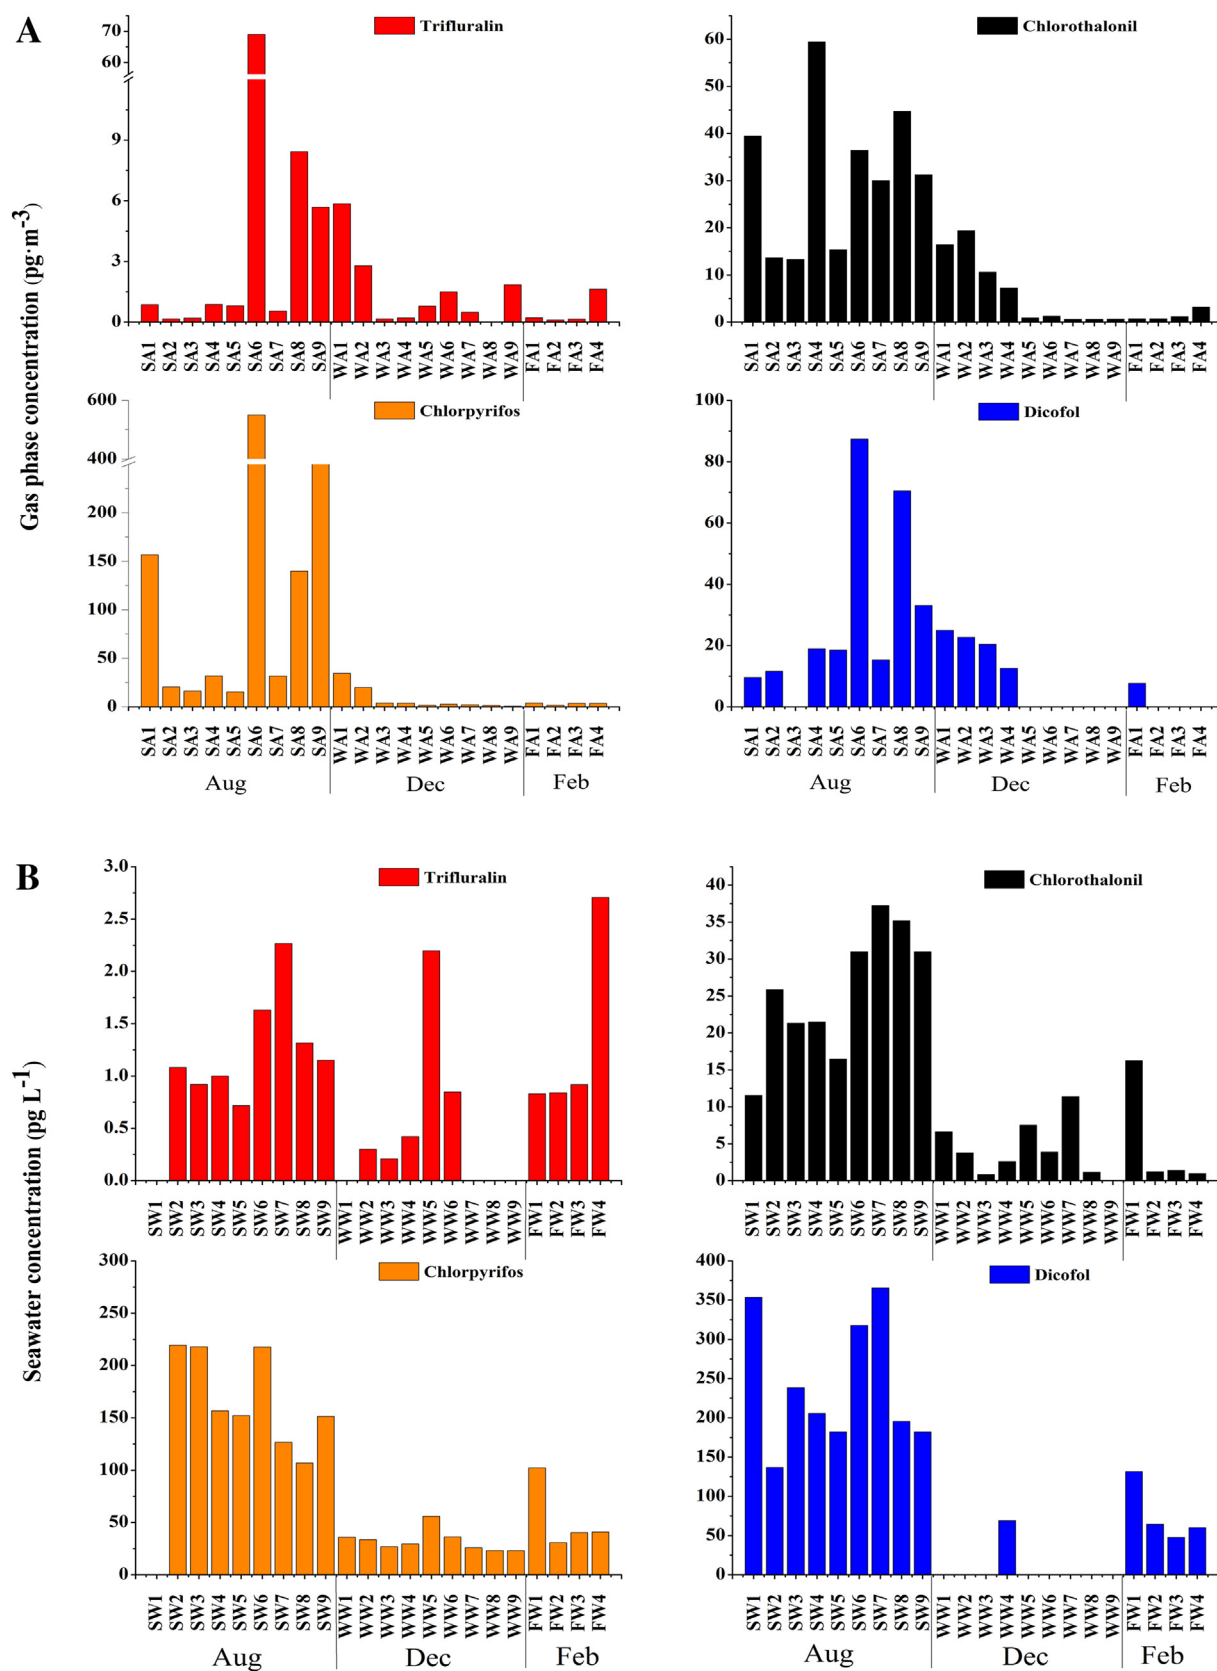 A
Gas phase concentration (pg·m-3)
Trifluralin
70
60
9
6
3
0
SA1 SA2 SA3 SA4 SA5 SA6 SA7 SA8 SA9 WA1 WA2 WA3 WA4 WA5 WA6 WA7 WA8 WA9 FA1 FA2 FA3 FA4
Chlorothalonil
60
50
40
30
20
10
0
SA1 SA2 SA3 SA4 SA5 SA6 SA7 SA8 SA9 WA1 WA2 WA3 WA4 WA5 WA6 WA7 WA8 WA9 FA1 FA2 FA3 FA4
Chlorpyrifos
600
400
200
150
100
50
0
SA1 SA2 SA3 SA4 SA5 SA6 SA7 SA8 SA9 WA1 WA2 WA3 WA4 WA5 WA6 WA7 WA8 WA9 FA1 FA2 FA3 FA4
Aug Dec Feb
Dicofol
100
80
60
40
20
0
SA1 SA2 SA3 SA4 SA5 SA6 SA7 SA8 SA9 WA1 WA2 WA3 WA4 WA5 WA6 WA7 WA8 WA9 FA1 FA2 FA3 FA4
Aug Dec Feb
B
Seawater concentration (pg L-1)
Trifluralin
3.0
2.5
2.0
1.5
1.0
0.5
0.0
SW1 SW2 SW3 SW4 SW5 SW6 SW7 SW8 SW9 WW1 WW2 WW3 WW4 WW5 WW6 WW7 WW8 WW9 FW1 FW2 FW3 FW4
Chlorothalonil
40
35
30
25
20
15
10
5
0
SW1 SW2 SW3 SW4 SW5 SW6 SW7 SW8 SW9 WW1 WW2 WW3 WW4 WW5 WW6 WW7 WW8 WW9 FW1 FW2 FW3 FW4
Chlorpyrifos
300
250
200
150
100
50
0
SW1 SW2 SW3 SW4 SW5 SW6 SW7 SW8 SW9 WW1 WW2 WW3 WW4 WW5 WW6 WW7 WW8 WW9 FW1 FW2 FW3 FW4
Aug Dec Feb
Dicofol
400
350
300
250
200
150
100
50
0
SW1 SW2 SW3 SW4 SW5 SW6 SW7 SW8 SW9 WW1 WW2 WW3 WW4 WW5 WW6 WW7 WW8 WW9 FW1 FW2 FW3 FW4
Aug Dec Feb